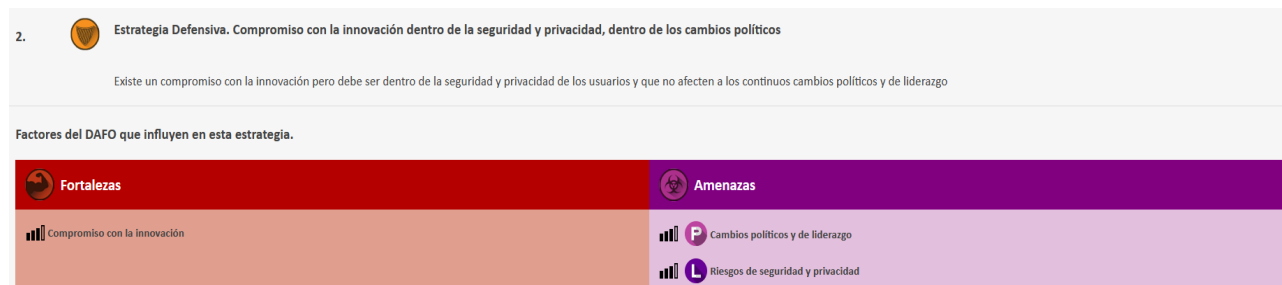 2.
Estrategia Defensiva. Compromiso con la innovación dentro de la seguridad y privacidad, dentro de los cambios políticos
Existe un compromiso con la innovación pero debe ser dentro de la seguridad y privacidad de los usuarios y que no afecten a los continuos cambios políticos y de liderazgo
Factores del DAFO que influyen en esta estrategia.
Fortalezas
Amenazas
Compromiso con la innovación
P Cambios políticos y de liderazgo
L Riesgos de seguridad y privacidad